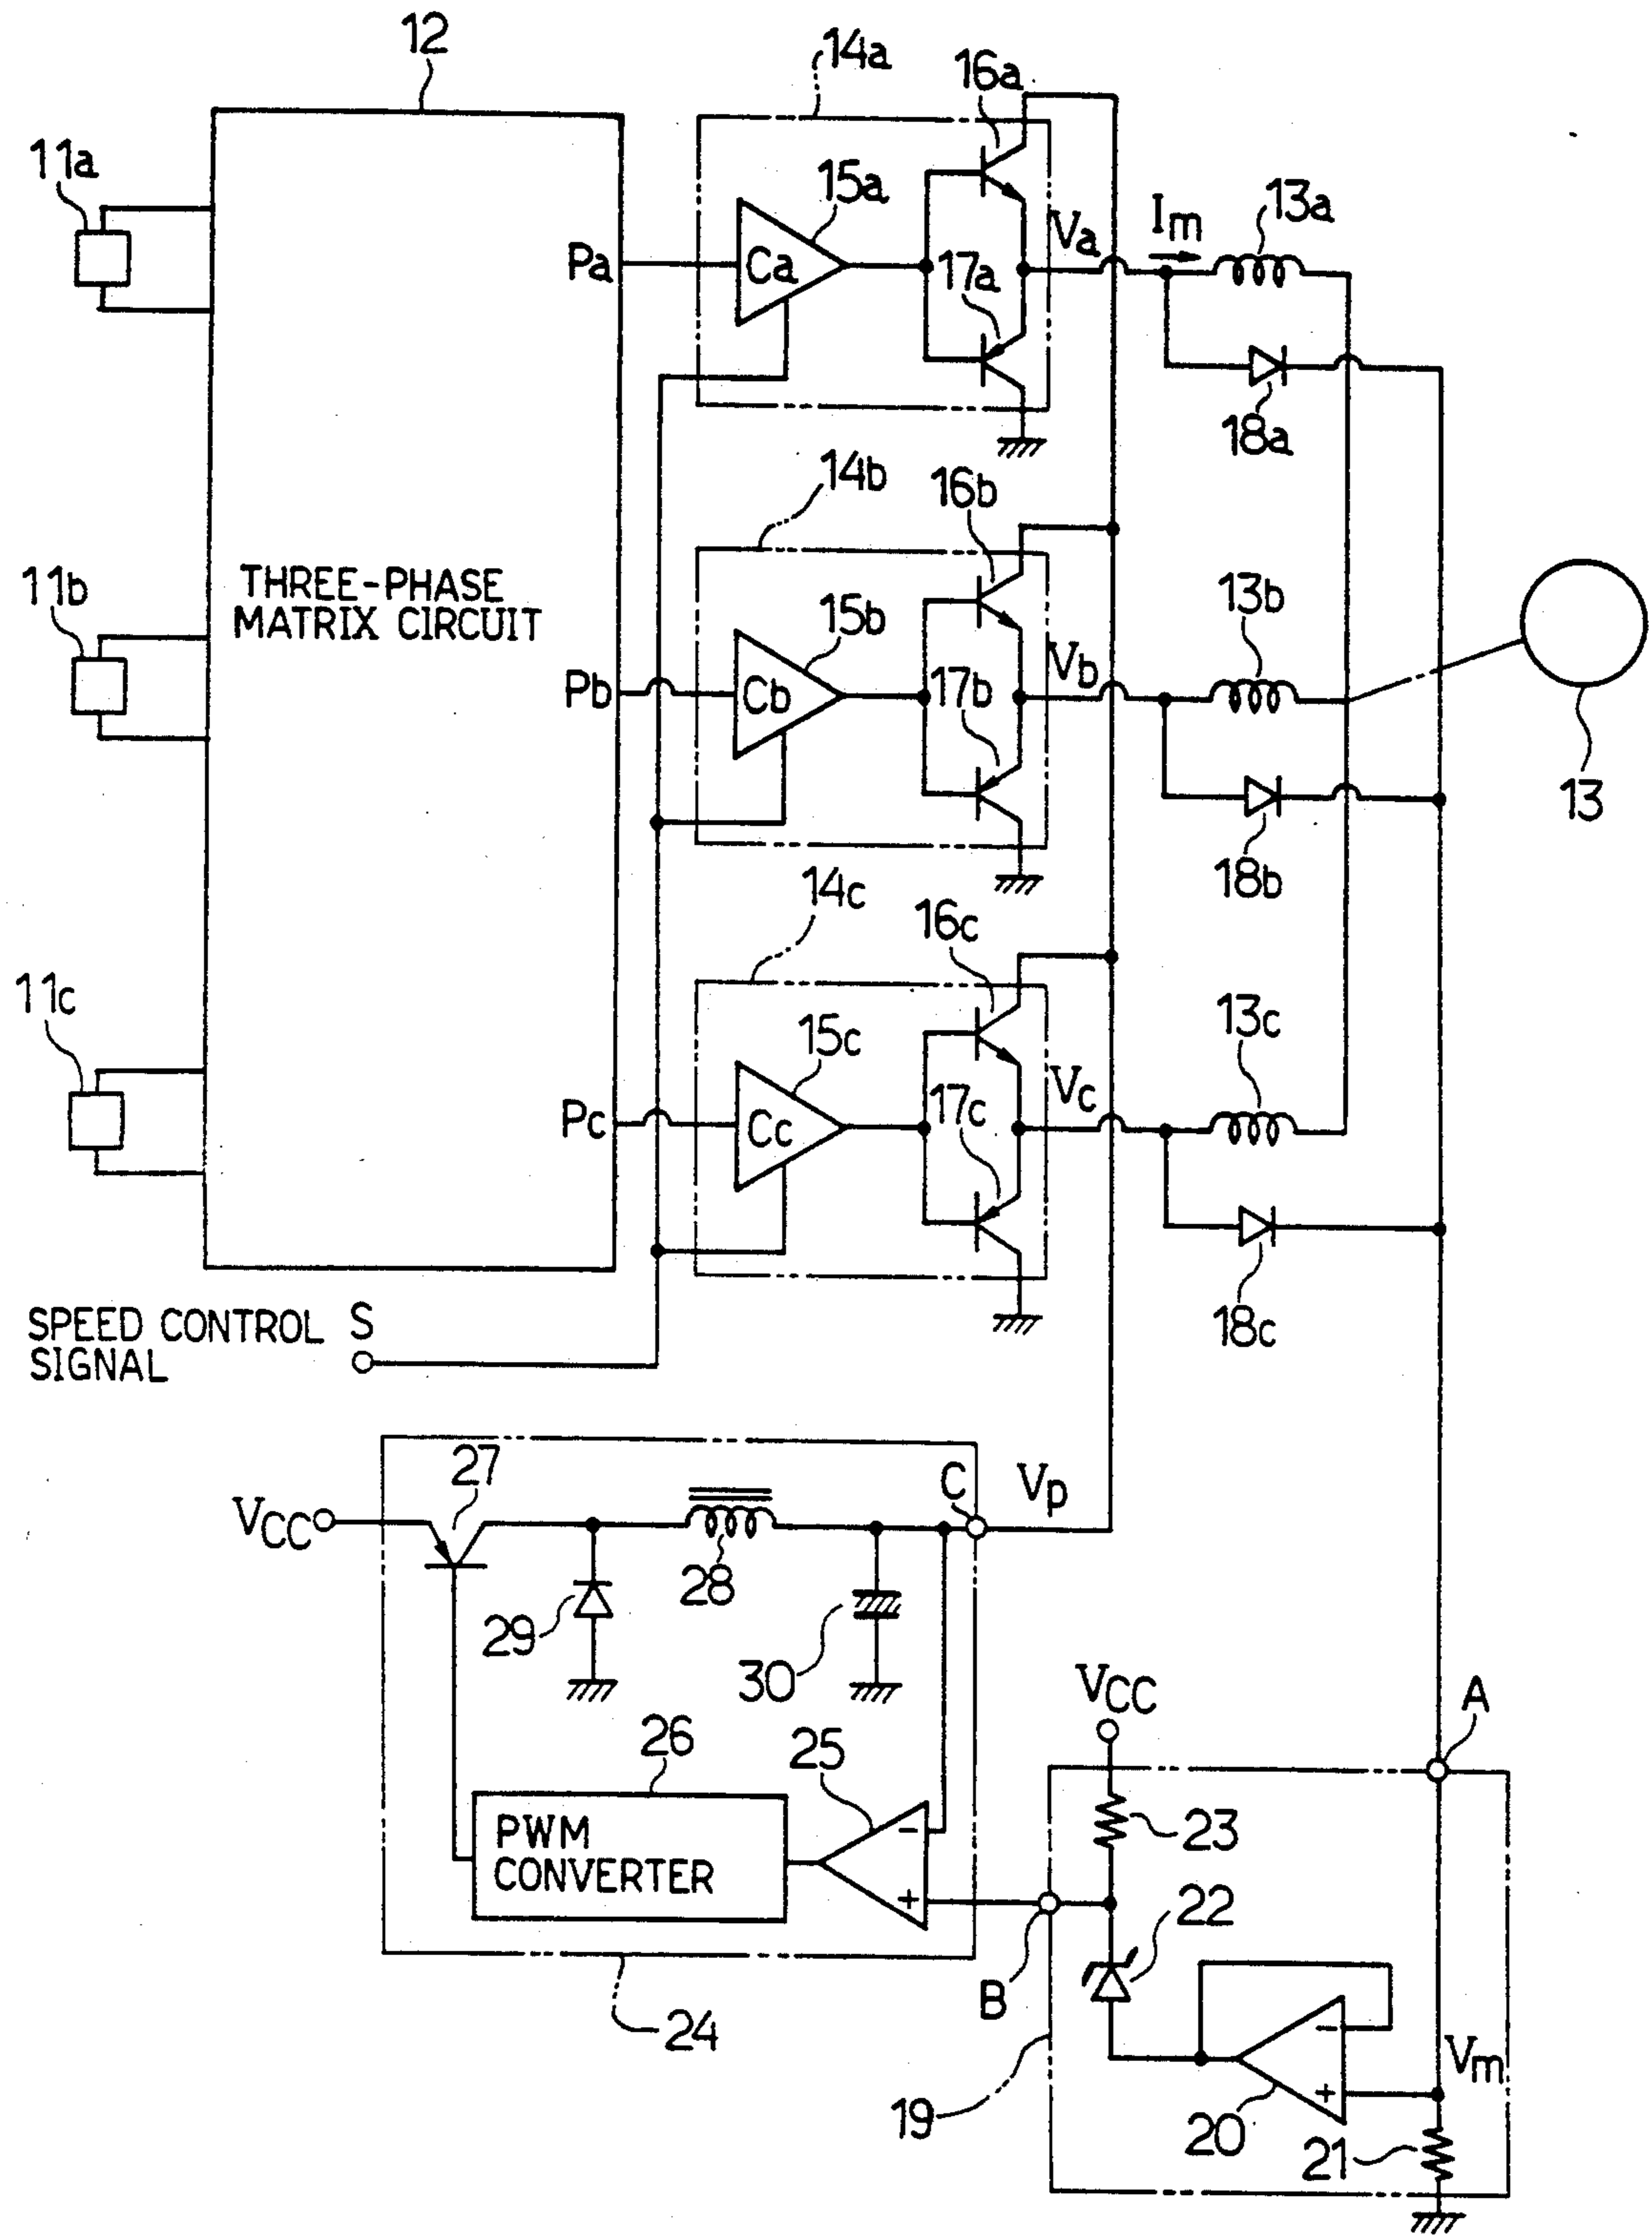 12
14a
16a
11a
15a
13a
Va
Im
Pa
Ca
17a
18a
14b
16b
11b
THREE-PHASE
MATRIX CIRCUIT
15b
13b
Vb
Pb
Cb
17b
13
18b
14c
16c
11c
15c
13c
Vc
Pc
Cc
17c
18c
SPEED CONTROL S
SIGNAL
27
C
Vp
VCC
28
29
30
VCC
A
26
25
PWM
CONVERTER
-
+
23
22
B
24
-
+
Vm
19
20
21